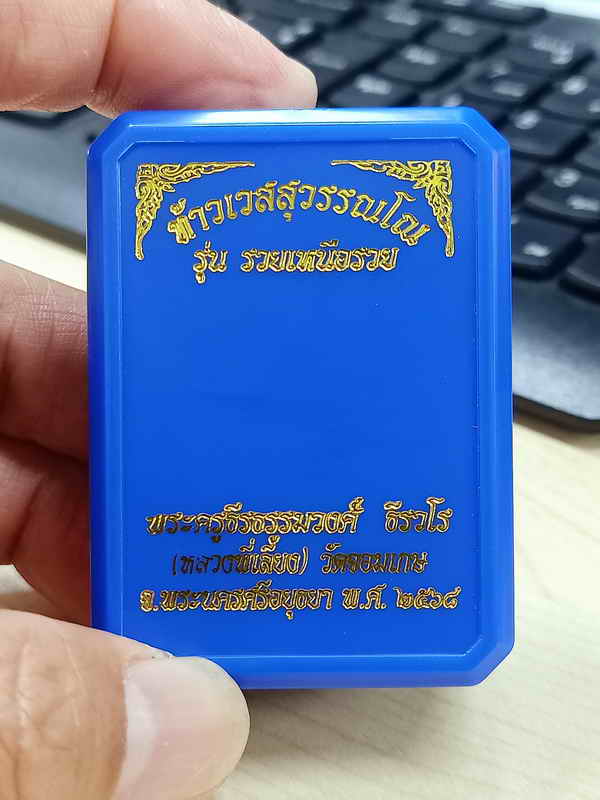 ท้าวเวสสุวรรณโณ
รุ่น รวยเหนือรวย
พระครูธีรธรรมวงศ์ ธีรวโร
(หลวงพี่เลี้ยง) วัดจอมเกษ
จ.พระนครศรีอยุธยา พ.ศ. ๒๕๖๘